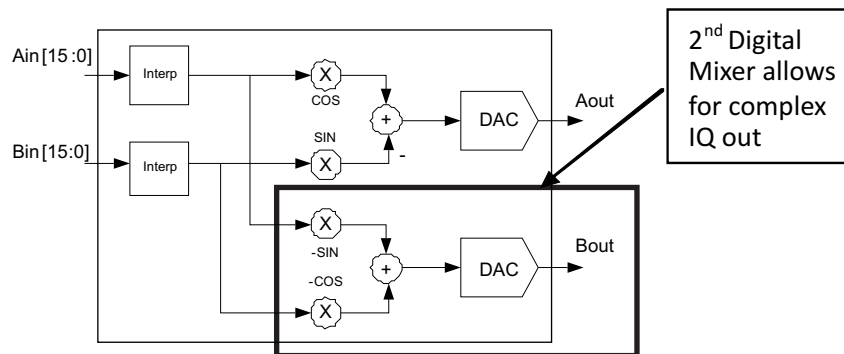 Ain[15:0]
Interp
X
COS
+
DAC
Aout
Bin[15:0]
Interp
SIN
X
-
X
-SIN
+
-COS
X
DAC
Bout
2nd Digital
Mixer allows
for complex
IQ out